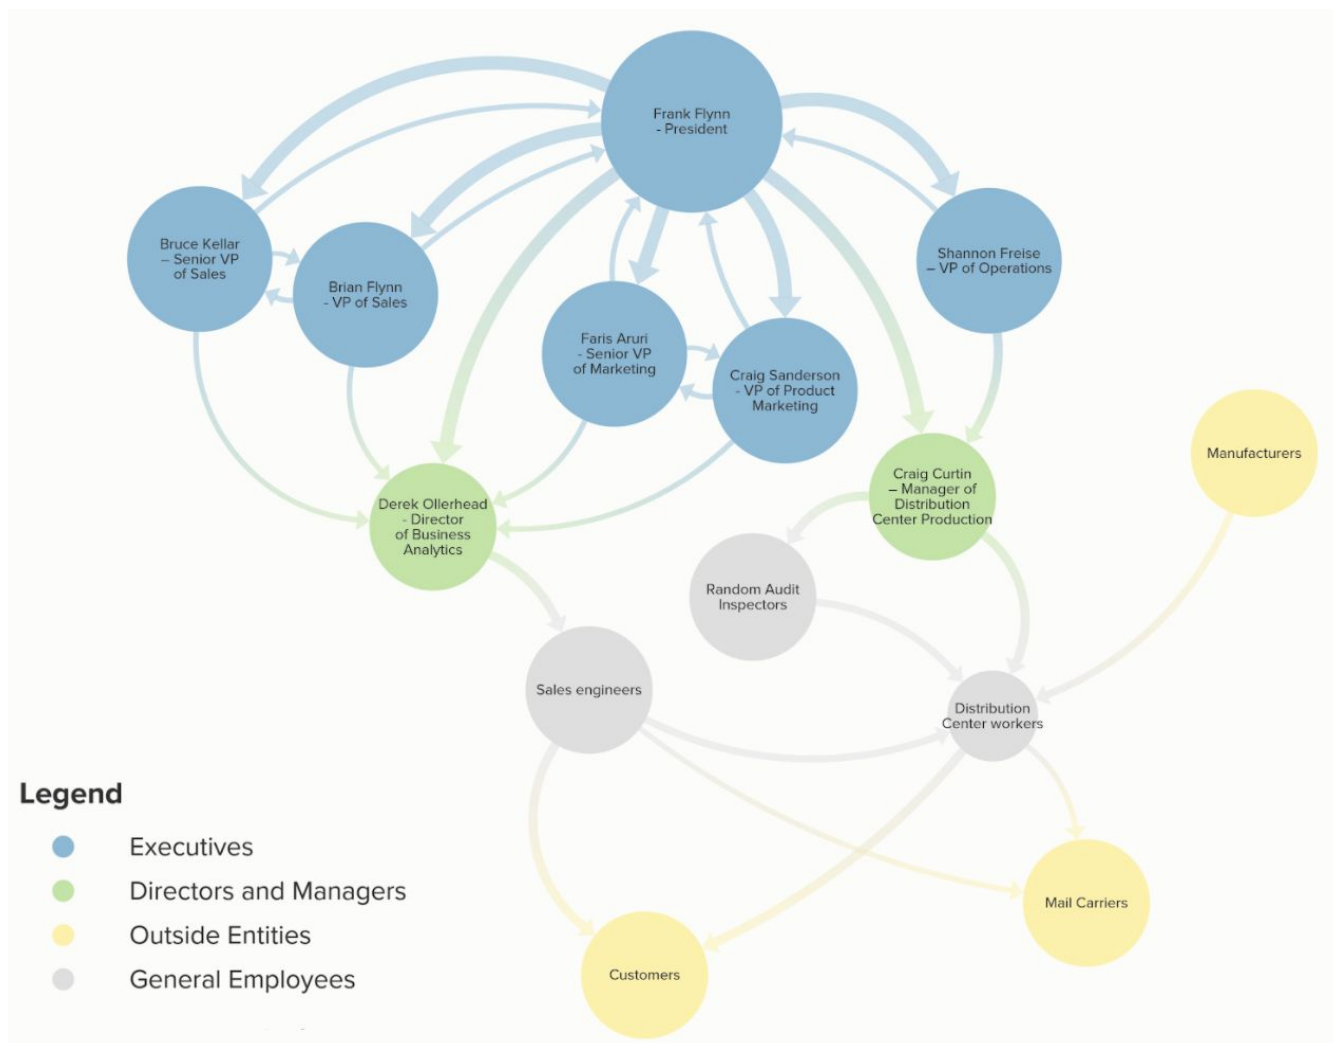 Frank Flynn
- President
Bruce Kellar
– Senior VP
of Sales
Brian Flynn
- VP of Sales
Shannon Freise
– VP of Operations
Faris Aruri
- Senior VP
of Marketing
Craig Sanderson
- VP of Product
Marketing
Manufacturers
Derek Ollerhead
- Director
of Business
Analytics
Craig Curtin
– Manager of
Distribution
Center Production
Random Audit
Inspectors
Sales engineers
Distribution
Center workers
Mail Carriers
Customers
Legend
Executives
Directors and Managers
Outside Entities
General Employees